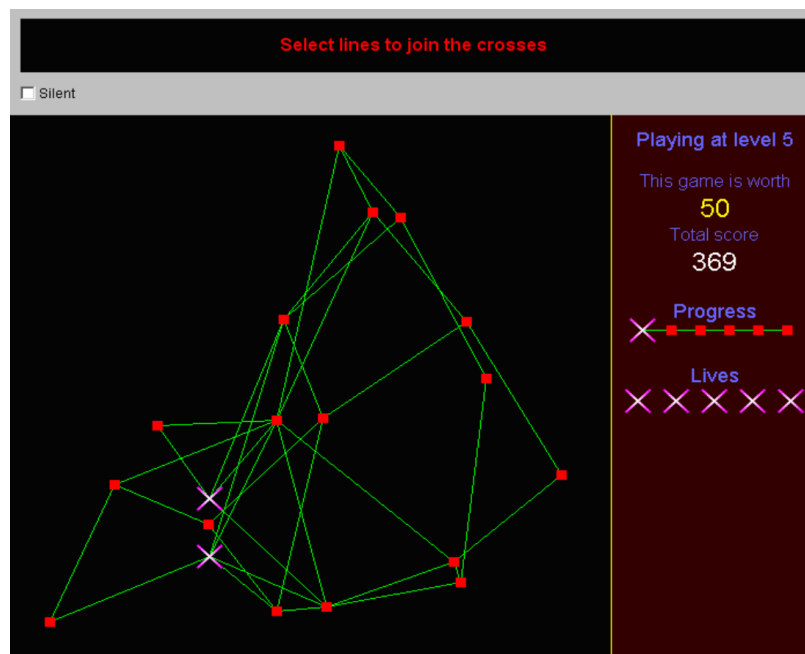 Select lines to join the crosses
Silent
Playing at level 5
This game is worth
50
Total score
369
Progress
Lives